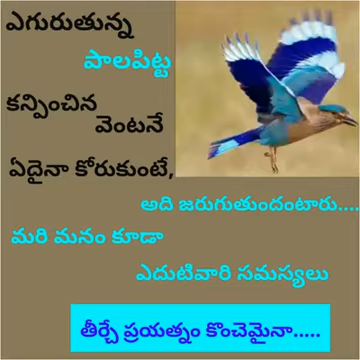 ఎగురుతున్న
పాలపిట్ట
కన్పించిన
వెంటనే
ఏదైనా కోరుకుంటే,
అది జరుగుతుందంటారు....
మరి మనం కూడా
ఎదుటివారి సమస్యలు
తీర్చే ప్రయత్నం కొంచెమైనా.....